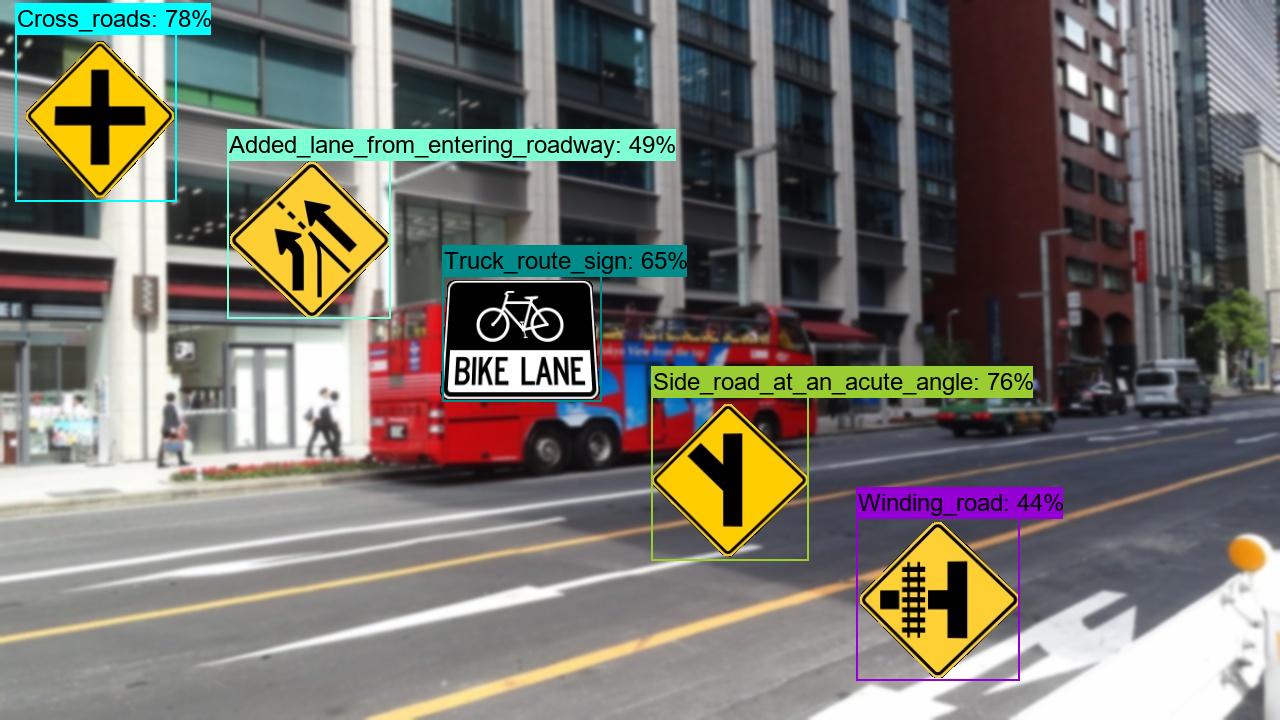 Cross_roads: 78%
Added_lane_from_entering_roadway: 49%
Truck_route_sign: 65%
BIKE LANE
Side_road_at_an_acute_angle: 76%
Winding_road: 44%